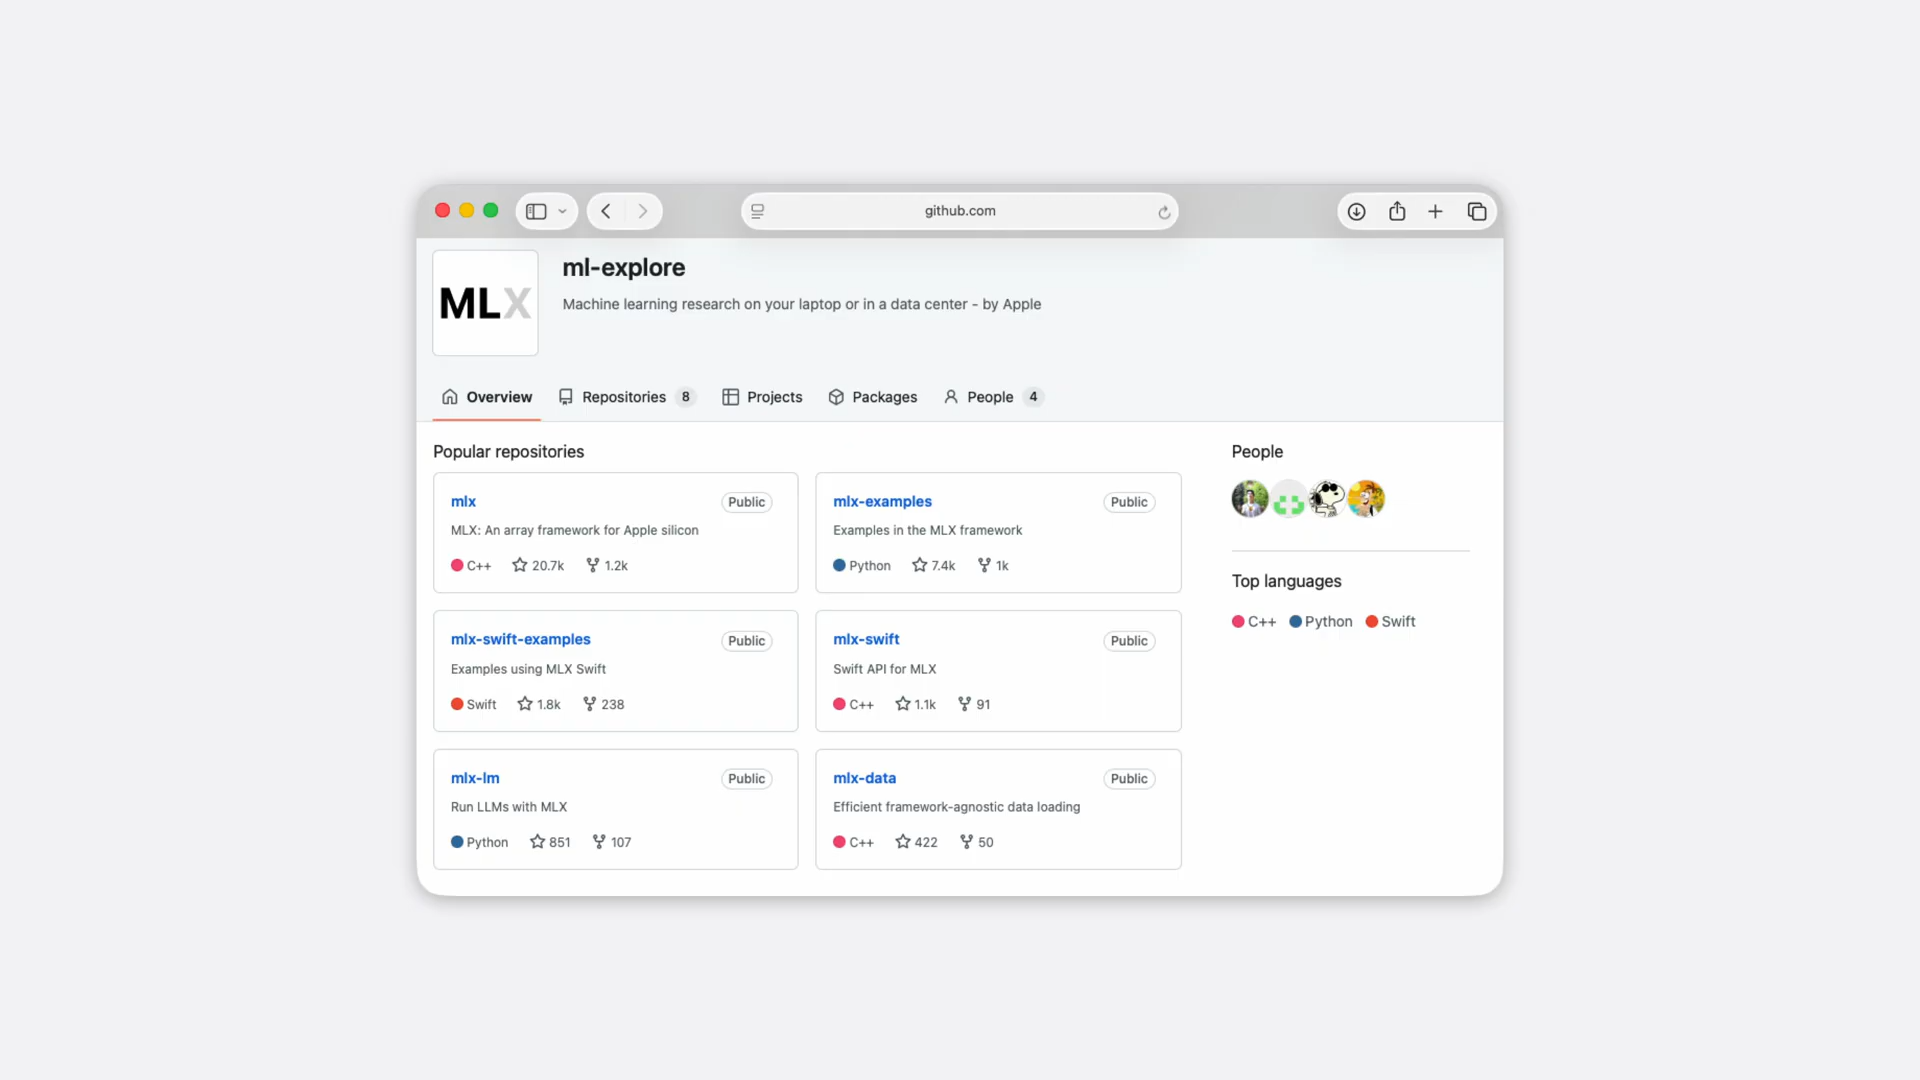 github.com
MLX
ml-explore
Machine learning research on your laptop or in a data center - by Apple
Overview Repositories 8 Projects Packages People 4
Popular repositories
mlx Public
MLX: An array framework for Apple silicon
C++ 20.7k 1.2k
mlx-examples Public
Examples in the MLX framework
Python 7.4k 1k
mlx-swift-examples Public
Examples using MLX Swift
Swift 1.8k 238
mlx-swift Public
Swift API for MLX
C++ 1.1k 91
mlx-lm Public
Run LLMs with MLX
Python 851 107
mlx-data Public
Efficient framework-agnostic data loading
C++ 422 50
People
Top languages
C++ Python Swift